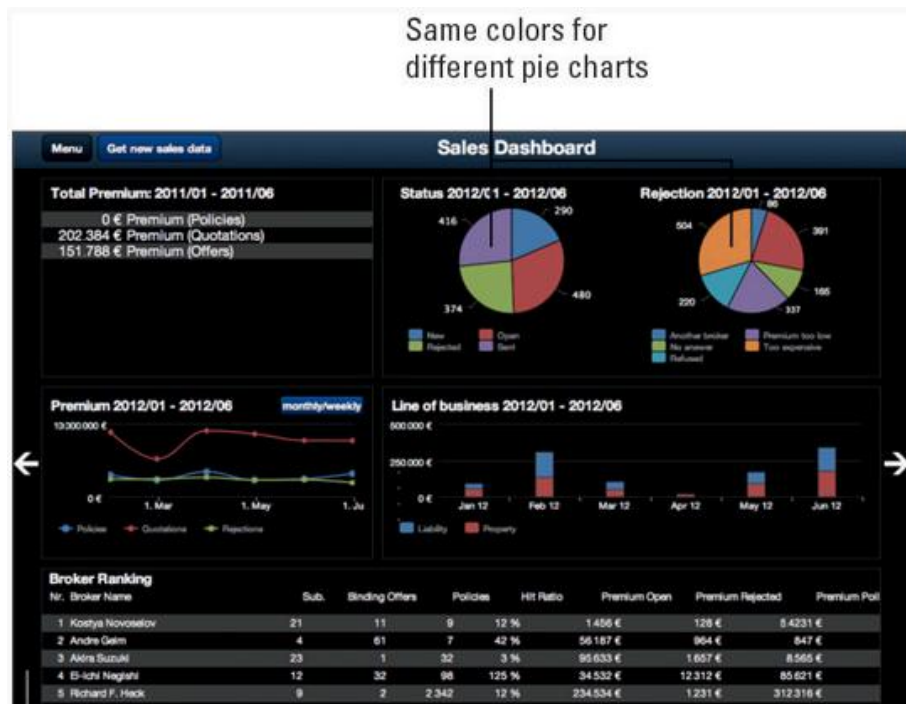 Same colors for
different pie charts
Menu
Get new sales data
Sales Dashboard
Total Premium: 2011/01 - 2011/06
0 € Premium (Policies)
202.384 € Premium (Quotations)
151.788 € Premium (Offers)
Status 2012/01 - 2012/06
416
290
374
480
New
Open
Rejected
Sent
Rejection 2012/01 - 2012/06
86
504
391
165
220
337
Another broker
Premium too low
No answer
Too expensive
Refused
Premium 2012/01 - 2012/06
monthly/weekly
13.000.000 €
0 €
1. Mar
1. May
1. Ju
Policies
Quotations
Rejections
Line of business 2012/01 - 2012/06
500.000 €
250.000 €
0 €
Jan 12
Feb 12
Mar 12
Apr 12
May 12
Jun 12
Liability
Property
Broker Ranking
Nr. Broker Name Sub. Binding Offers Policies Hit Ratio Premium Open Premium Rejected Premium Poli
1 Kostya Novoselov 21 11 9 12 % 1.456 € 128 € 5.4231 €
2 Andre Geim 4 61 7 42 % 56.187 € 964 € 847 €
3 Akira Suzuki 23 1 32 3 % 95.633 € 1.657 € 8.565 €
4 Ei-ichi Negishi 12 32 98 125 % 34.532 € 12.312 € 85.621 €
5 Richard F. Heck 9 2 2.342 12 % 234.534 € 1.231 € 312.316 €